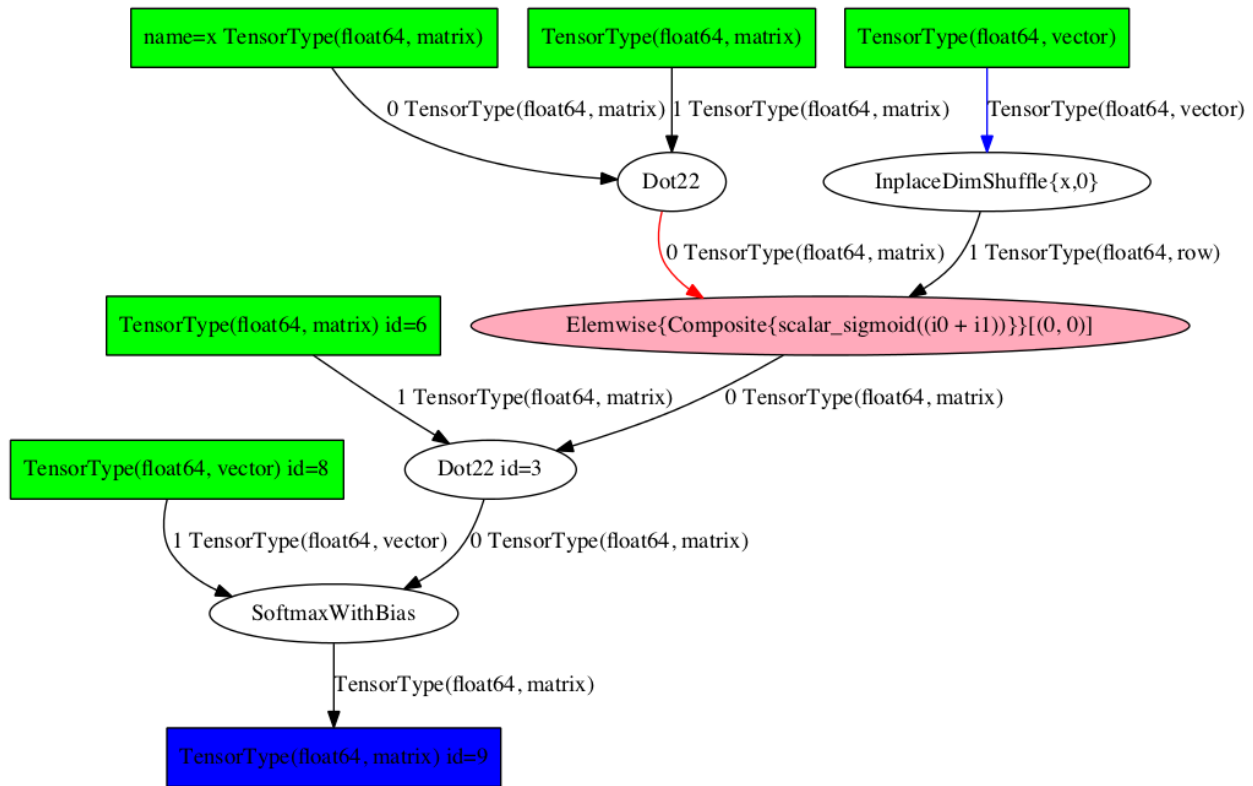 name=x TensorType(float64, matrix)
TensorType(float64, matrix)
TensorType(float64, vector)
0 TensorType(float64, matrix)
1 TensorType(float64, matrix)
TensorType(float64, vector)
Dot22
InplaceDimShuffle{x,0}
0 TensorType(float64, matrix)
1 TensorType(float64, row)
TensorType(float64, matrix) id=6
Elemwise{Composite{scalar_sigmoid((i0 + i1))}}[(0, 0)]
1 TensorType(float64, matrix)
0 TensorType(float64, matrix)
TensorType(float64, vector) id=8
Dot22 id=3
1 TensorType(float64, vector)
0 TensorType(float64, matrix)
SoftmaxWithBias
TensorType(float64, matrix)
TensorType(float64, matrix) id=9